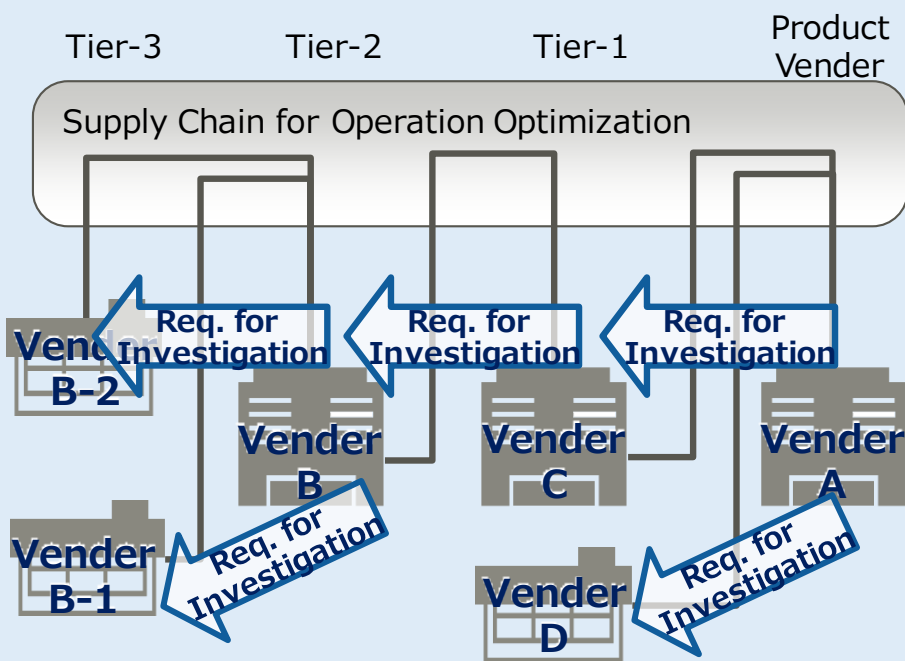 Tier-3
Tier-2
Tier-1
Product
Vender
Supply Chain for Operation Optimization
Req. for
Investigation
Req. for
Investigation
Req. for
Investigation
Vender
B-2
Vender
B
Vender
C
Vender
A
Req. for
Investigation
Req. for
Investigation
Vender
B-1
Vender
D